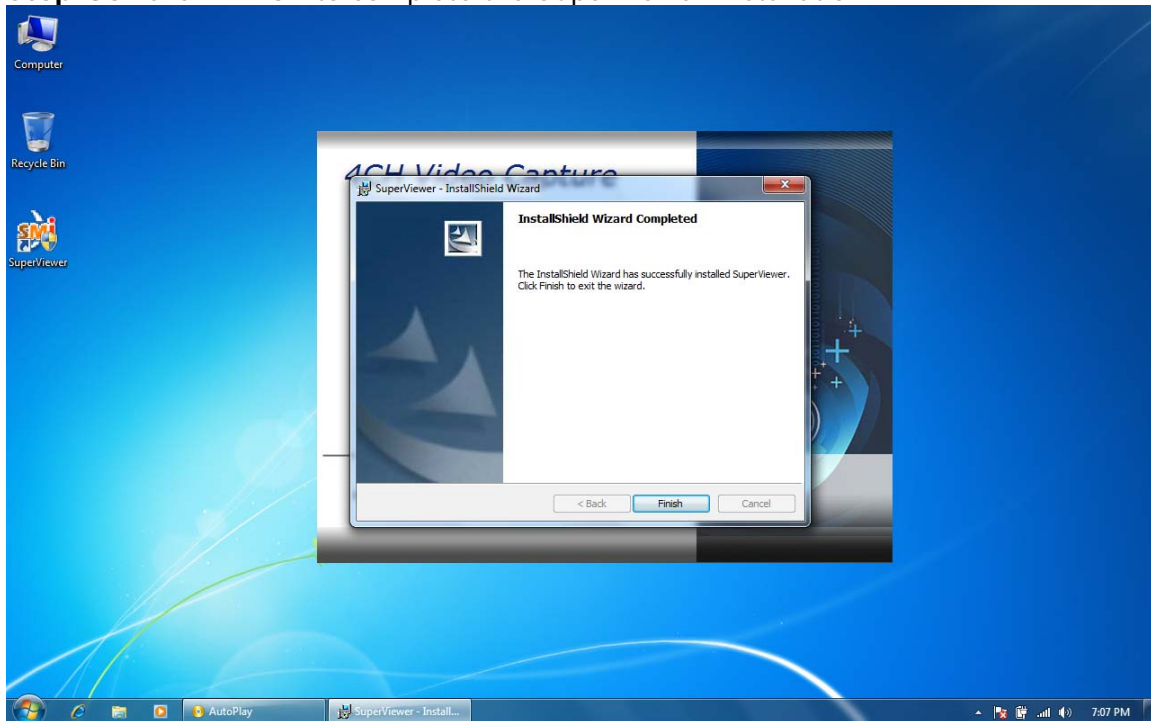 Computer
Recycle Bin
SuperViewer
4CH Video Capture
SuperViewer - InstallShield Wizard
InstallShield Wizard Completed
The InstallShield Wizard has successfully installed SuperViewer.
Click Finish to exit the wizard.
< Back
Finish
Cancel
AutoPlay
SuperViewer - Install...
7:07 PM